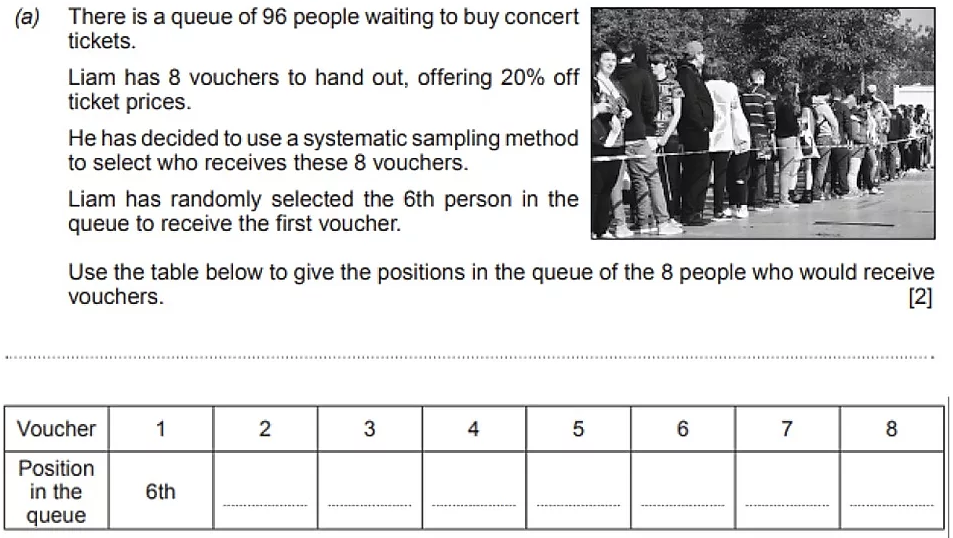 (a) There is a queue of 96 people waiting to buy concert
tickets.
Liam has 8 vouchers to hand out, offering 20% off
ticket prices.
He has decided to use a systematic sampling method
to select who receives these 8 vouchers.
Liam has randomly selected the 6th person in the
queue to receive the first voucher.
Use the table below to give the positions in the queue of the 8 people who would receive
vouchers. [2]
Voucher 1 2 3 4 5 6 7 8
Position
in the
queue
6th